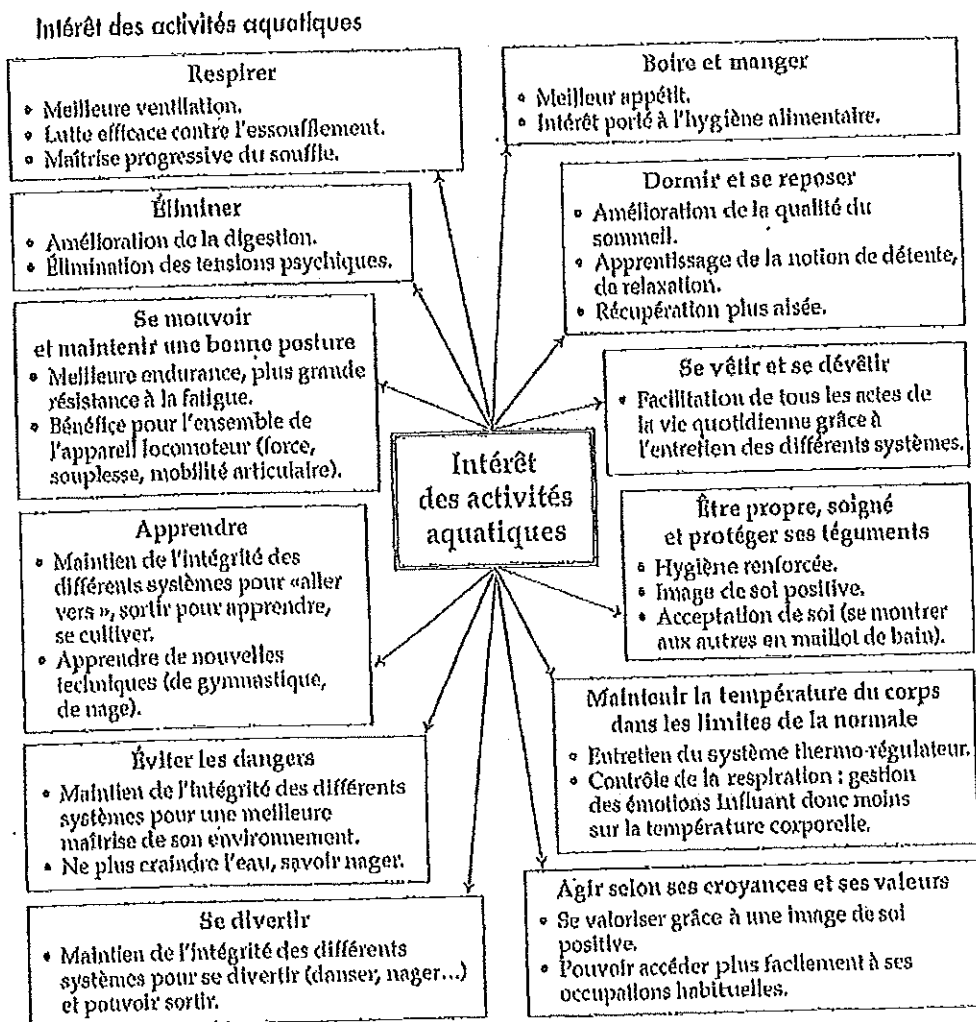 Intérêt des activités aquatiques
Respirer
• Meilleure ventilation.
• Lutte efficace contre l'essoufflement.
• Maîtrise progressive du souffle.
Boire et manger
• Meilleur appétit.
• Intérêt porté à l'hygiène alimentaire.
Éliminer
• Amélioration de la digestion.
• Élimination des tensions psychiques.
Dormir et se reposer
• Amélioration de la qualité du
sommeil.
• Apprentissage de la notion de détente,
de relaxation.
• Récupération plus aisée.
Se mouvoir
et maintenir une bonne posture
• Meilleure endurance, plus grande
résistance à la fatigue.
• Bénéfice pour l'ensemble de
l'appareil locomoteur (force,
souplesse, mobilité articulaire).
Se vêtir et se dévêtir
• Facilitation de tous les actes de
la vie quotidienne grâce à
l'entretien des différents systèmes.
Intérêt
des activités
aquatiques
Apprendre
• Maintien de l'intégrité des
différents systèmes pour «aller
vers», sortir pour apprendre,
se cultiver.
• Apprendre de nouvelles
techniques (de gymnastique,
de nage).
Être propre, soigné
et protéger ses téguments
• Hygiène renforcée.
• Image de soi positive.
• Acceptation de soi (se montrer
aux autres en maillot de bain).
Éviter les dangers
• Maintien de l'intégrité des différents
systèmes pour une meilleure
maîtrise de son environnement.
• Ne plus craindre l'eau, savoir nager.
Maintenir la température du corps
dans les limites de la normale
• Entretien du système thermo-régulateur.
• Contrôle de la respiration : gestion
des émotions influant donc moins
sur la température corporelle.
Se divertir
• Maintien de l'intégrité des différents
systèmes pour se divertir (danser, nager...)
et pouvoir sortir.
Agir selon ses croyances et ses valeurs
• Se valoriser grâce à une image de soi
positive.
• Pouvoir accéder plus facilement à ses
occupations habituelles.